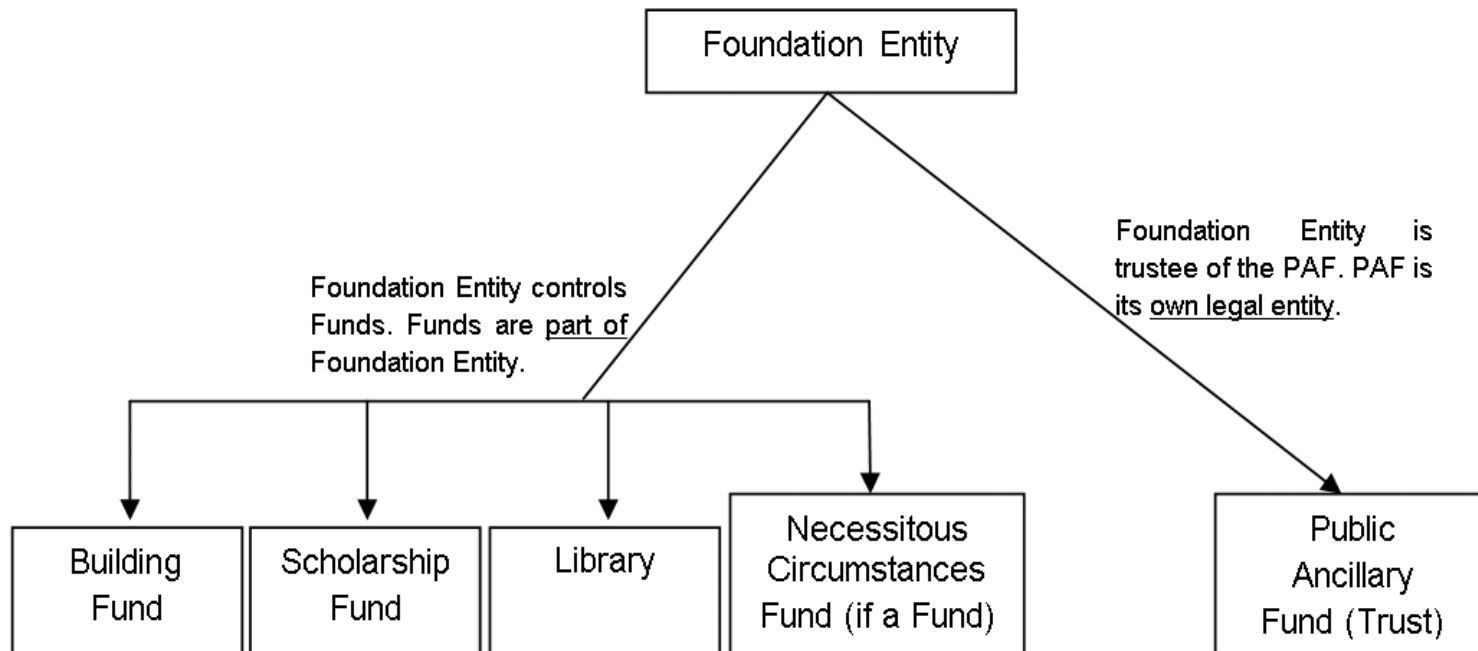 Foundation Entity
Foundation Entity is
trustee of the PAF. PAF is
its own legal entity.
Foundation Entity controls
Funds. Funds are part of
Foundation Entity.
Building
Fund
Scholarship
Fund
Library
Necessitous
Circumstances
Fund (if a Fund)
Public
Ancillary
Fund (Trust)